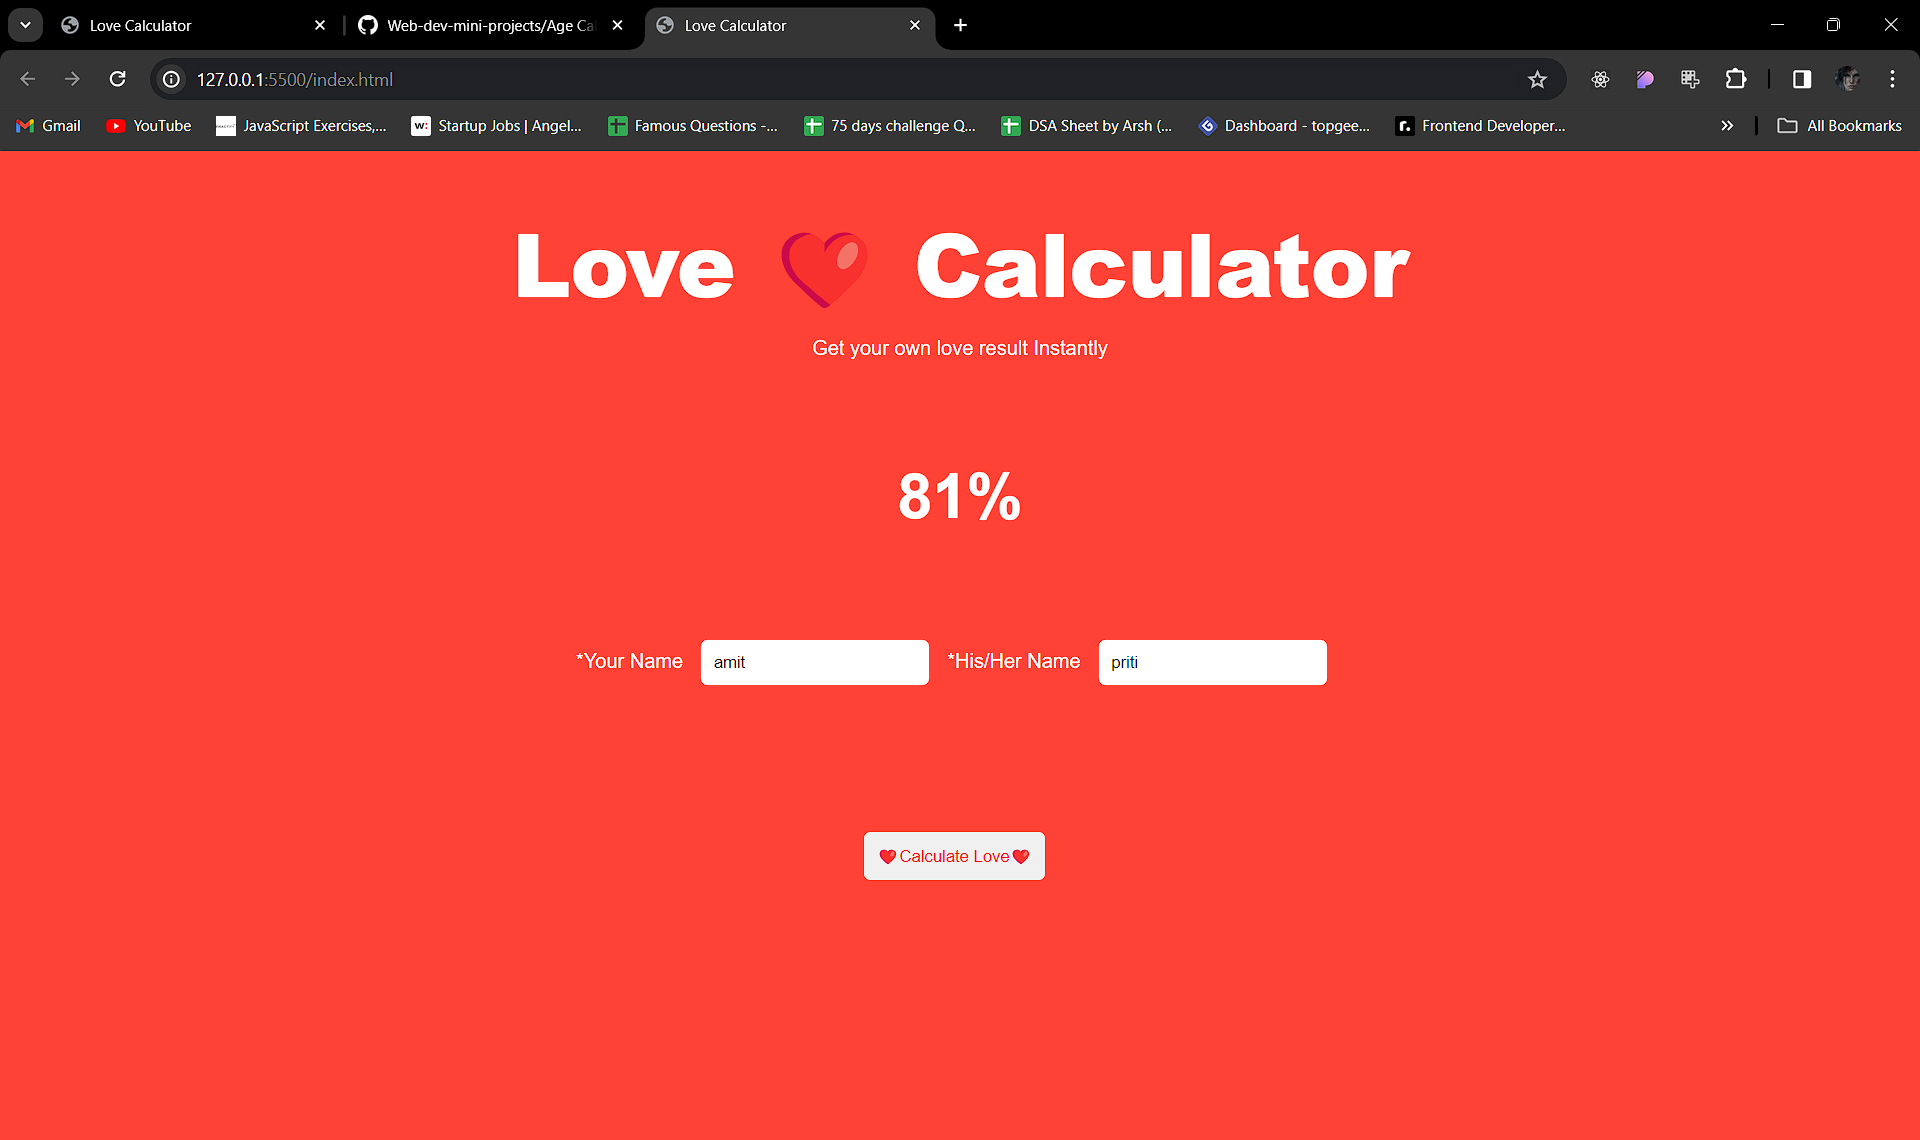 Love Calculator
Web-dev-mini-projects/Age Ca
Love Calculator
127.0.0.1:5500/index.html
Gmail
YouTube
JavaScript Exercises,...
w: Startup Jobs | Angel...
Famous Questions -...
75 days challenge Q...
DSA Sheet by Arsh (...
Dashboard - topgee...
r. Frontend Developer...
All Bookmarks
Love Calculator
Get your own love result Instantly
81%
*Your Name amit *His/Her Name priti
Calculate Love